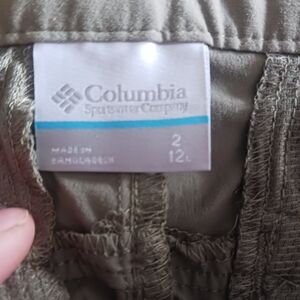 Columbia
Sportswear Company
2
MADE IN
BANGLADESH
12L